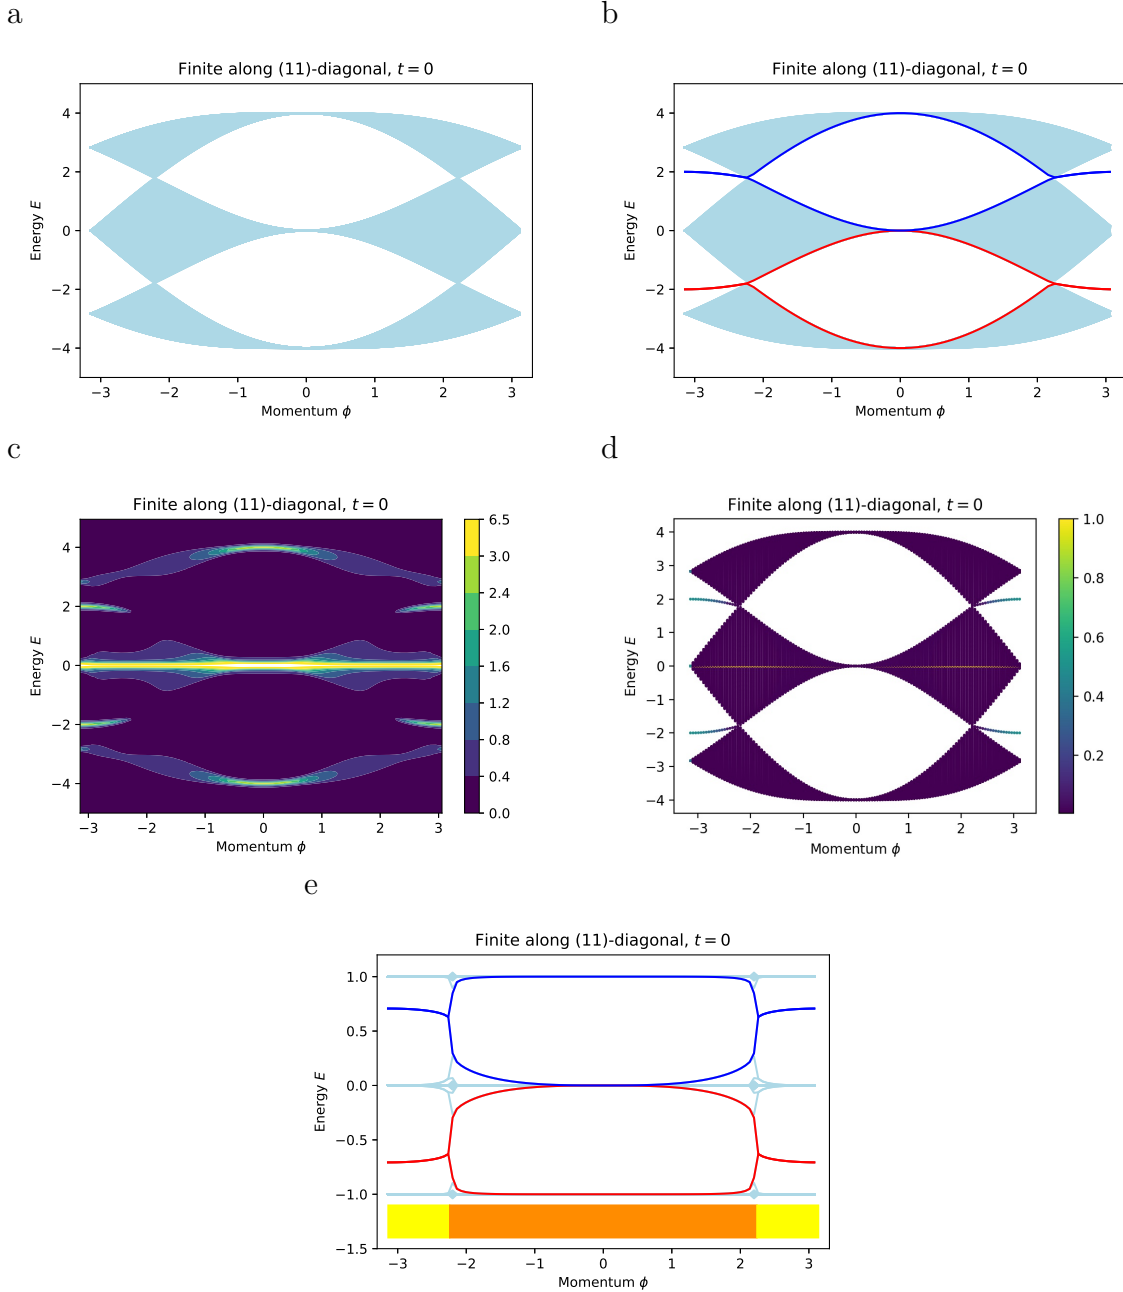 a
b
Finite along (11)-diagonal, t = 0
Finite along (11)-diagonal, t = 0
4
2
0
−2
−4
Energy E
−3 −2 −1 0 1 2 3
Momentum ϕ
4
2
0
−2
−4
Energy E
−3 −2 −1 0 1 2 3
Momentum ϕ
c
d
Finite along (11)-diagonal, t = 0
Finite along (11)-diagonal, t = 0
4
2
0
−2
−4
Energy E
−3 −2 −1 0 1 2 3
Momentum ϕ
6.5
3.0
2.4
2.0
1.6
1.2
0.8
0.4
0.0
4
3
2
1
0
−1
−2
−3
−4
Energy E
−3 −2 −1 0 1 2 3
Momentum ϕ
1.0
0.8
0.6
0.4
0.2
e
Finite along (11)-diagonal, t = 0
1.0
0.5
0.0
−0.5
−1.0
−1.5
Energy E
−3 −2 −1 0 1 2 3
Momentum ϕ